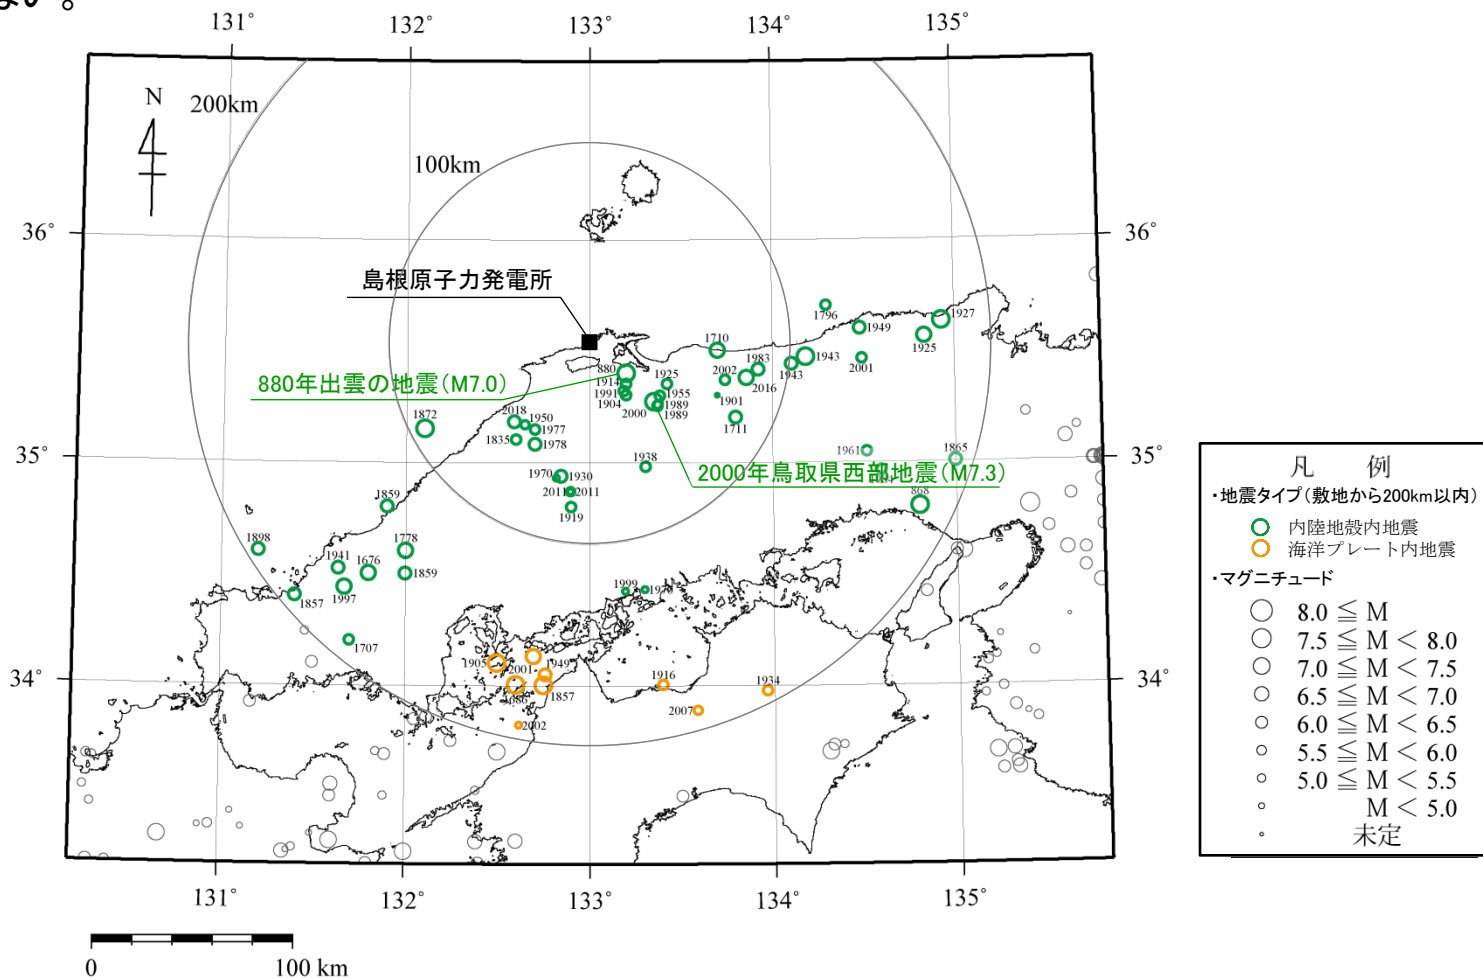 ない。
131° 132° 133° 134° 135°
N
200km
100km
36° 36°
島根原子力発電所
1796
1927
1949
1925
1710
1983
1943
2002
1943
2001
2016
880
1914
1991
1904
1925
1955
1989
1989
2000
1901
1711
880年出雲の地震(M7.0)
1872
2018
1950
1977
1835
1978
35° 35°
1961
1865
1938
1970
1930
2011
2011
1919
2000年鳥取県西部地震(M7.3)
868
1859
1898
1778
1941
1676
1859
1857
1997
1999
1707
1905
2001
1949
1916
1934
34° 34°
1686
1857
2007
2002
131° 132° 133° 134° 135°
0 100 km
凡 例
・地震タイプ(敷地から200km以内)
内陸地殻内地震
海洋プレート内地震
・マグニチュード
8.0 ≦ M
7.5 ≦ M < 8.0
7.0 ≦ M < 7.5
6.5 ≦ M < 7.0
6.0 ≦ M < 6.5
5.5 ≦ M < 6.0
5.0 ≦ M < 5.5
M < 5.0
未定